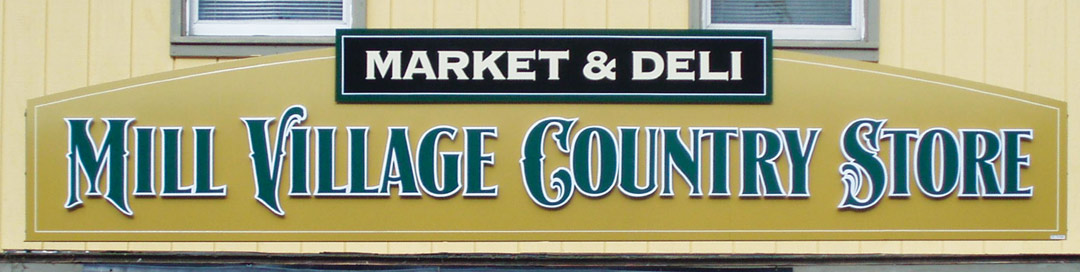 MARKET & DELI
MILL VILLAGE COUNTRY STORE